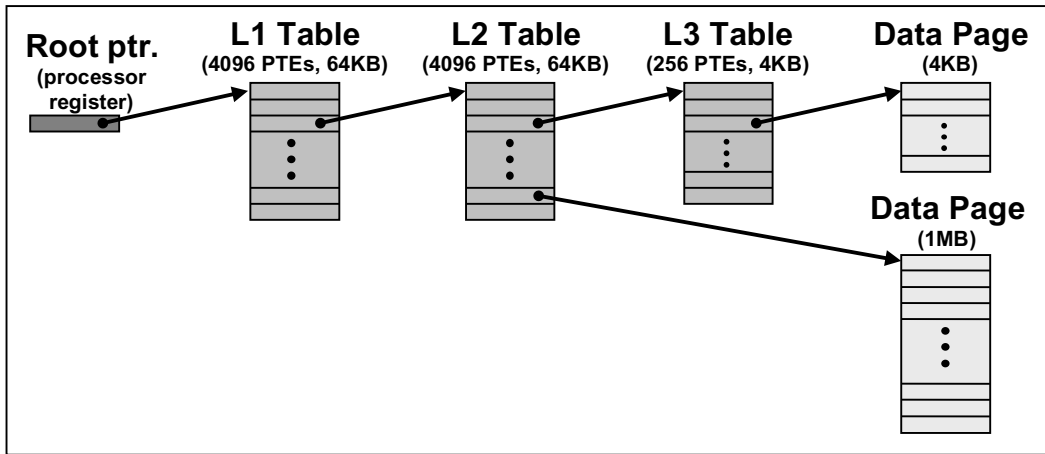 Root ptr.
(processor
register)
L1 Table
(4096 PTEs, 64KB)
L2 Table
(4096 PTEs, 64KB)
L3 Table
(256 PTEs, 4KB)
Data Page
(4KB)
Data Page
(1MB)